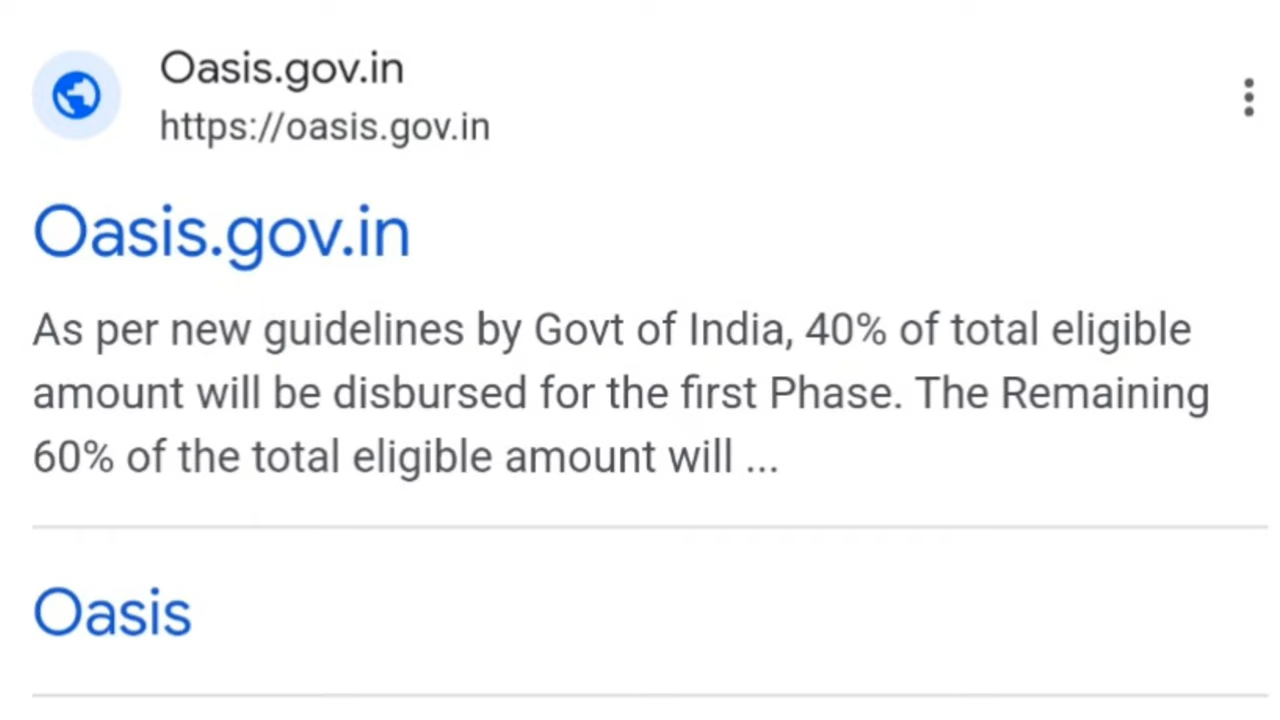 Oasis.gov.in
https://oasis.gov.in
Oasis.gov.in
As per new guidelines by Govt of India, 40% of total eligible
amount will be disbursed for the first Phase. The Remaining
60% of the total eligible amount will ...
Oasis